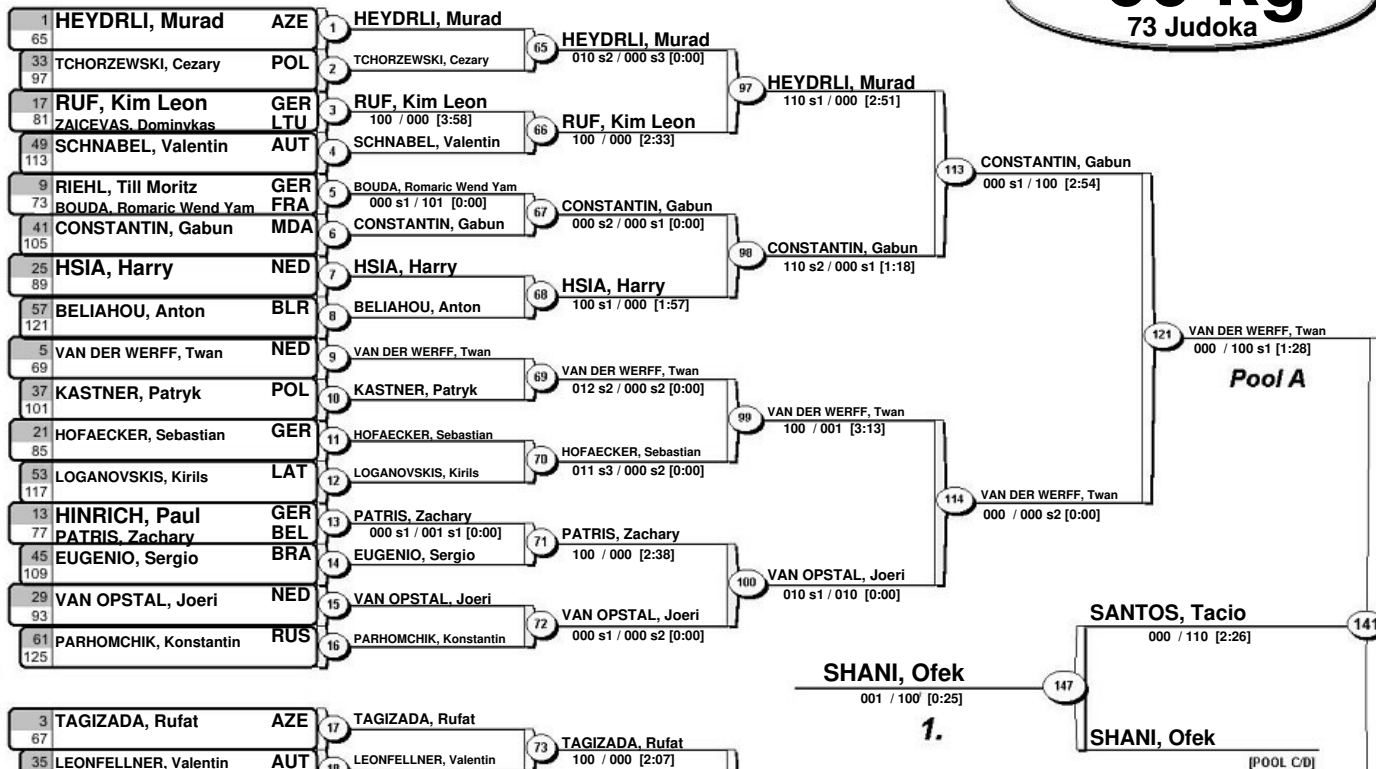 73 Judoka
1 HEYDRLI, Murad AZE
65
33 TCHORZEWSKI, Cezary POL
97
17 RUF, Kim Leon GER
81 ZAICEVAS, Dominykas LTU
49 SCHNABEL, Valentin AUT
113
9 RIEHL, Till Moritz GER
73 BOUDA, Romaric Wend Yam FRA
41 CONSTANTIN, Gabun MDA
105
25 HSIA, Harry NED
89
57 BELIAHOU, Anton BLR
121
5 VAN DER WERFF, Twan NED
69
37 KASTNER, Patryk POL
101
21 HOFAECKER, Sebastian GER
85
53 LOGANOVSKIS, Kirils LAT
117
13 HINRICH, Paul GER
77 PATRIS, Zachary BEL
45 EUGENIO, Sergio BRA
109
29 VAN OPSTAL, Joeri NED
93
61 PARHOMCHIK, Konstantin RUS
125
1 HEYDRLI, Murad
2 TCHORZEWSKI, Cezary
3 RUF, Kim Leon
100 / 000 [3:58]
4 SCHNABEL, Valentin
5 BOUDA, Romaric Wend Yam
000 s1 / 101 [0:00]
6 CONSTANTIN, Gabun
7 HSIA, Harry
8 BELIAHOU, Anton
9 VAN DER WERFF, Twan
10 KASTNER, Patryk
11 HOFAECKER, Sebastian
12 LOGANOVSKIS, Kirils
13 PATRIS, Zachary
000 s1 / 001 s1 [0:00]
14 EUGENIO, Sergio
15 VAN OPSTAL, Joeri
16 PARHOMCHIK, Konstantin
65 HEYDRLI, Murad
010 s2 / 000 s3 [0:00]
66 RUF, Kim Leon
100 / 000 [2:33]
67 CONSTANTIN, Gabun
000 s2 / 000 s1 [0:00]
68 HSIA, Harry
100 s1 / 000 [1:57]
69 VAN DER WERFF, Twan
012 s2 / 000 s2 [0:00]
70 HOFAECKER, Sebastian
011 s3 / 000 s2 [0:00]
71 PATRIS, Zachary
100 / 000 [2:38]
72 VAN OPSTAL, Joeri
000 s1 / 000 s2 [0:00]
97 HEYDRLI, Murad
110 s1 / 000 [2:51]
98 CONSTANTIN, Gabun
110 s2 / 000 s1 [1:18]
99 VAN DER WERFF, Twan
100 / 001 [3:13]
100 VAN OPSTAL, Joeri
010 s1 / 010 [0:00]
113 CONSTANTIN, Gabun
000 s1 / 100 [2:54]
114 VAN DER WERFF, Twan
000 / 000 s2 [0:00]
121 VAN DER WERFF, Twan
000 / 100 s1 [1:28]
Pool A
SANTOS, Tacio
000 / 110 [2:26]
141
SHANI, Ofek
001 / 100 [0:25]
147
1.
SHANI, Ofek
[POOL C/D]
3 TAGIZADA, Rufat AZE
67
35 LEONFELLNER, Valentin AUT
17 TAGIZADA, Rufat
LEONFELLNER, Valentin
73 TAGIZADA, Rufat
100 / 000 [2:07]